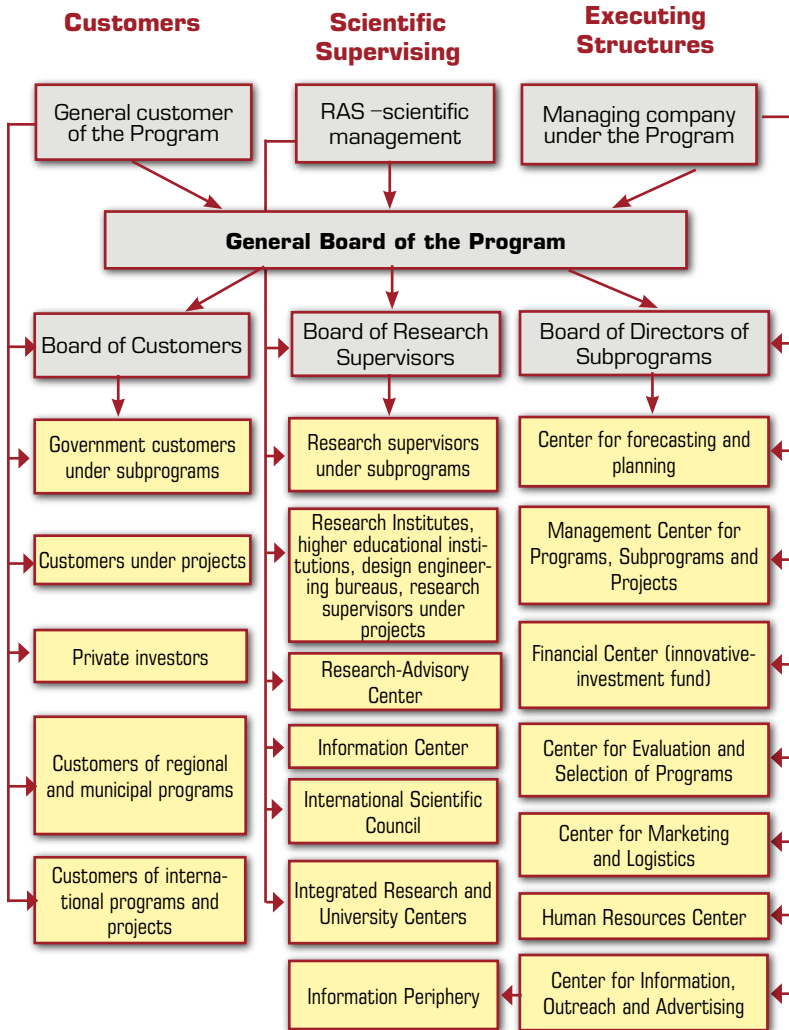 Customers
Scientific
Supervising
Executing
Structures
General customer
of the Program
RAS –scientific
management
Managing company
under the Program
General Board of the Program
Board of Customers
Board of Research
Supervisors
Board of Directors of
Subprograms
Government customers
under subprograms
Research supervisors
under subprograms
Center for forecasting and
planning
Customers under projects
Research Institutes,
higher educational insti-
tutions, design engineer-
ing bureaus, research
supervisors under
projects
Management Center for
Programs, Subprograms and
Projects
Private investors
Research-Advisory
Center
Financial Center (innovative-
investment fund)
Customers of regional
and municipal programs
Information Center
Center for Evaluation and
Selection of Programs
International Scientific
Council
Center for Marketing
and Logistics
Customers of interna-
tional programs and
projects
Integrated Research and
University Centers
Human Resources Center
Information Periphery
Center for Information,
Outreach and Advertising